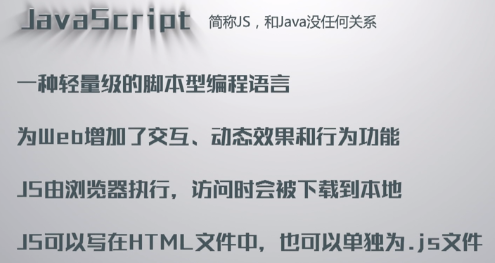 JavaScript 简称JS，和Java没任何关系
一种轻量级的脚本型编程语言
为Web增加了交互、动态效果和行为功能
JS由浏览器执行，访问时会被下载到本地
JS可以写在HTML文件中，也可以单独为.js文件